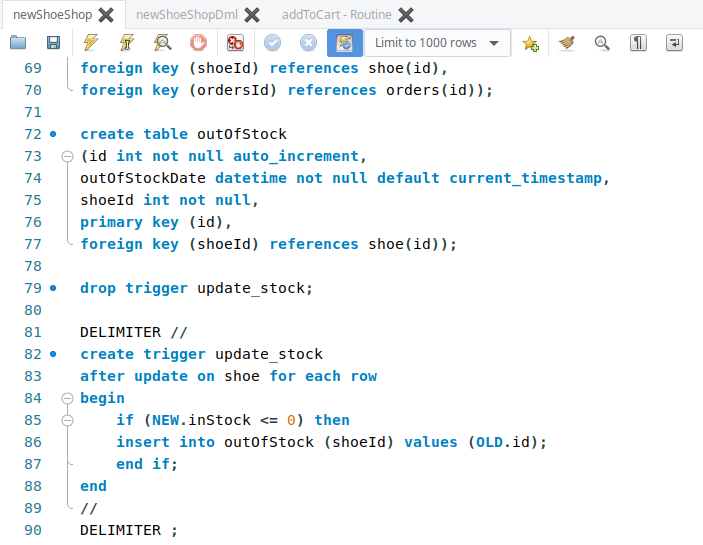 newShoeShop newShoeShopDml addToCart - Routine
Limit to 1000 rows
69 foreign key (shoeId) references shoe(id),
70 foreign key (ordersId) references orders(id));
71
72 create table outOfStock
73 (id int not null auto_increment,
74 outOfStockDate datetime not null default current_timestamp,
75 shoeId int not null,
76 primary key (id),
77 foreign key (shoeId) references shoe(id));
78
79 drop trigger update_stock;
80
81 DELIMITER //
82 create trigger update_stock
83 after update on shoe for each row
84 begin
85 if (NEW.inStock <= 0) then
86 insert into outOfStock (shoeId) values (OLD.id);
87 end if;
88 end
89 //
90 DELIMITER ;